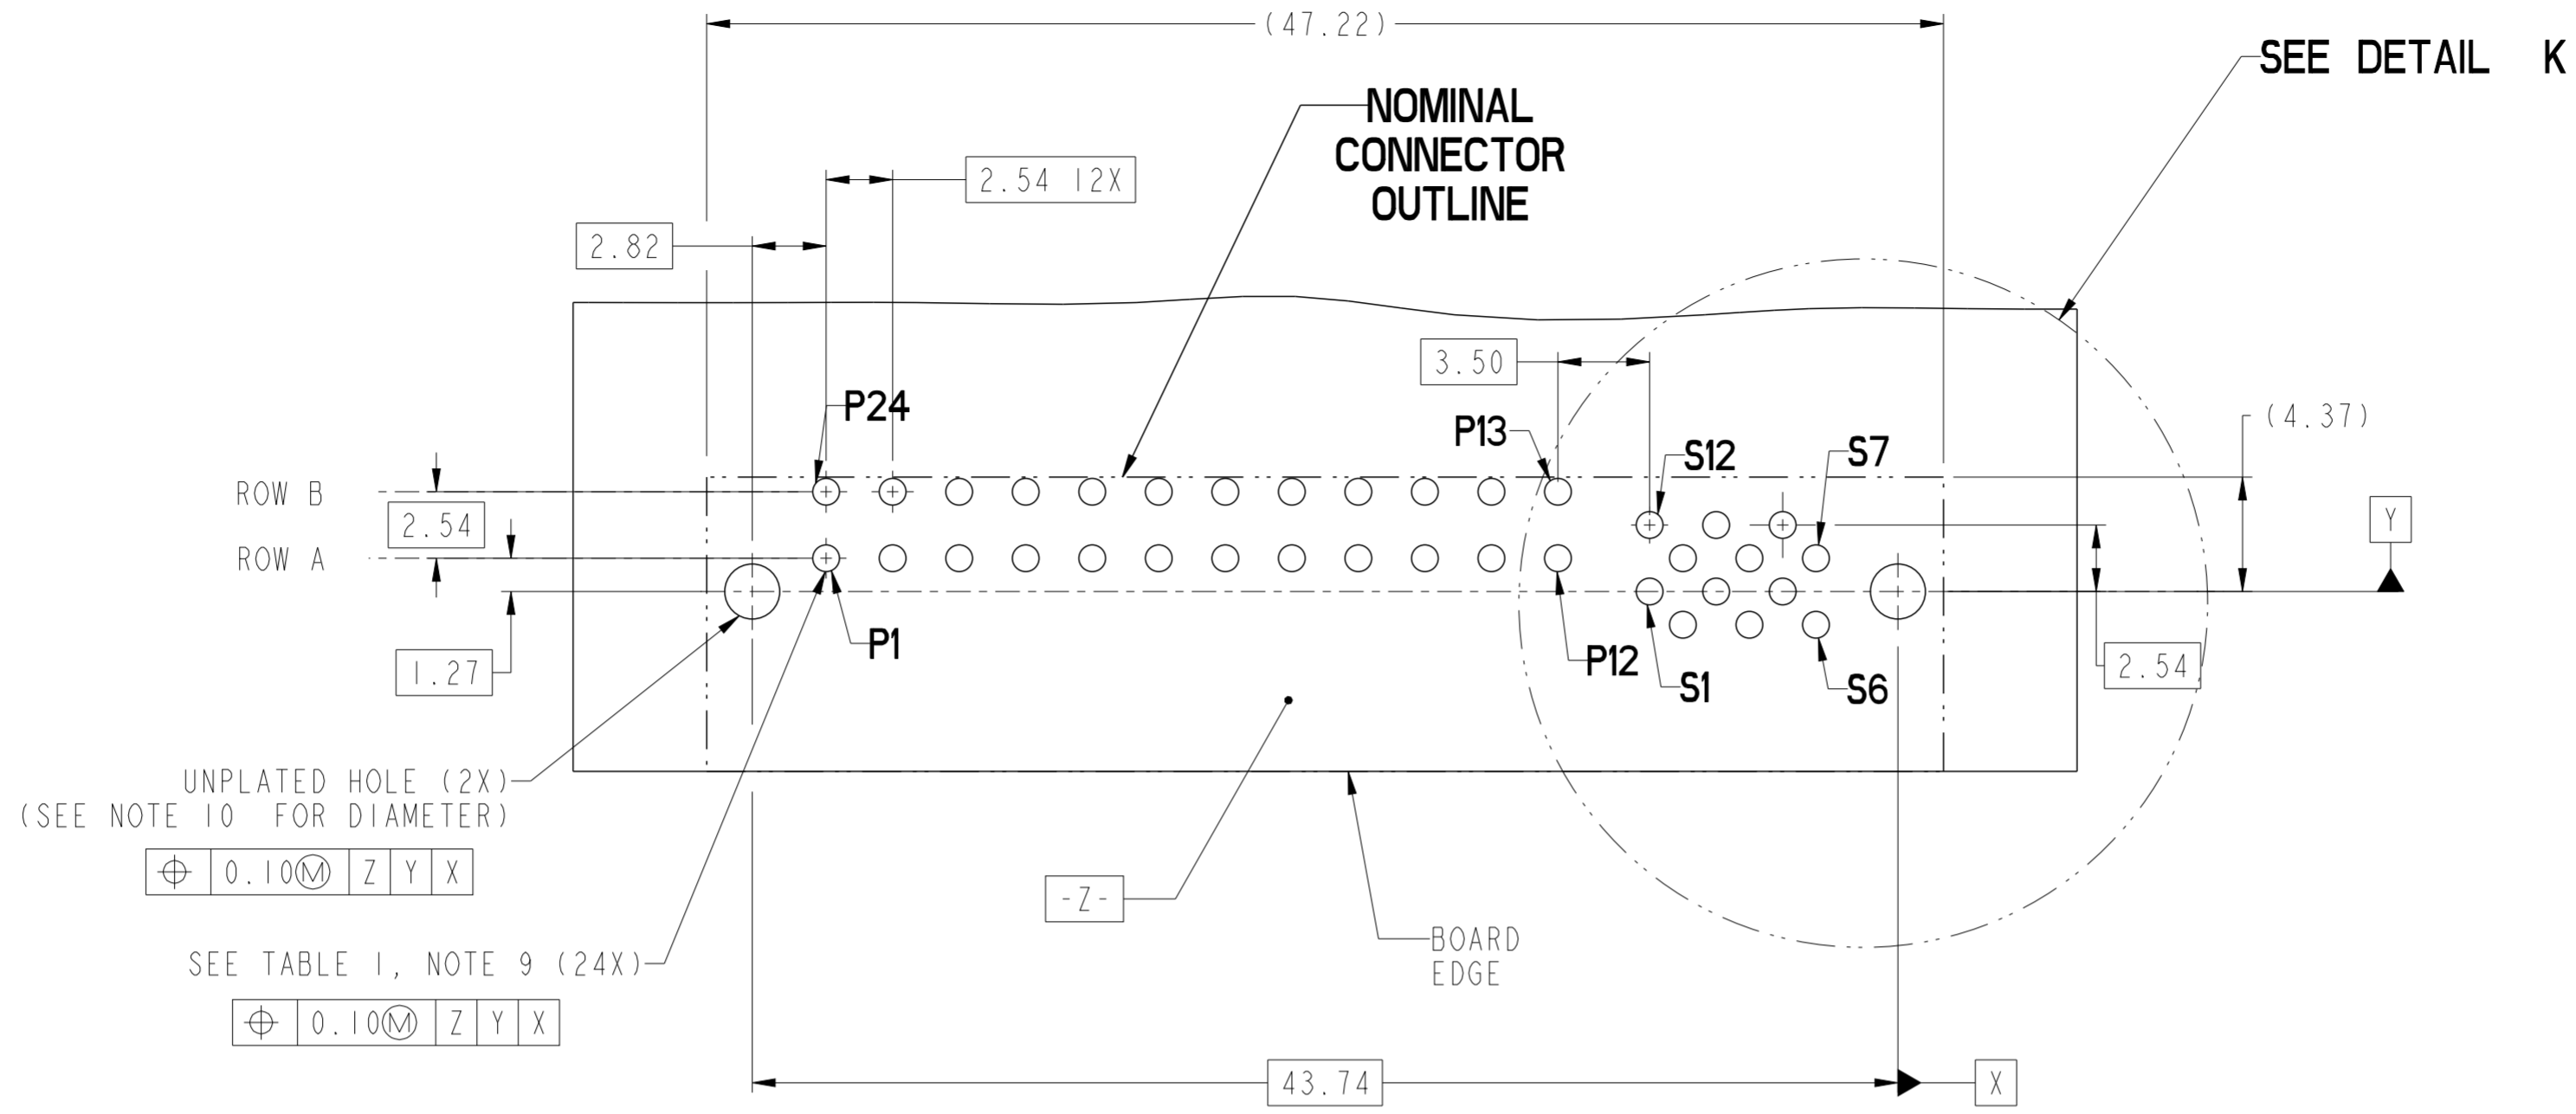 (47.22)
SEE DETAIL K
NOMINAL
CONNECTOR
OUTLINE
2.54 12X
2.82
3.50
P24
P13
(4.37)
S12
S7
ROW B
2.54
Y
ROW A
P1
1.27
P12
S1
S6
2.54
UNPLATED HOLE (2X)
(SEE NOTE 10 FOR DIAMETER)
⌖ 0.10Ⓜ Z Y X
-Z-
BOARD
EDGE
SEE TABLE 1, NOTE 9 (24X)
⌖ 0.10Ⓜ Z Y X
43.74
X